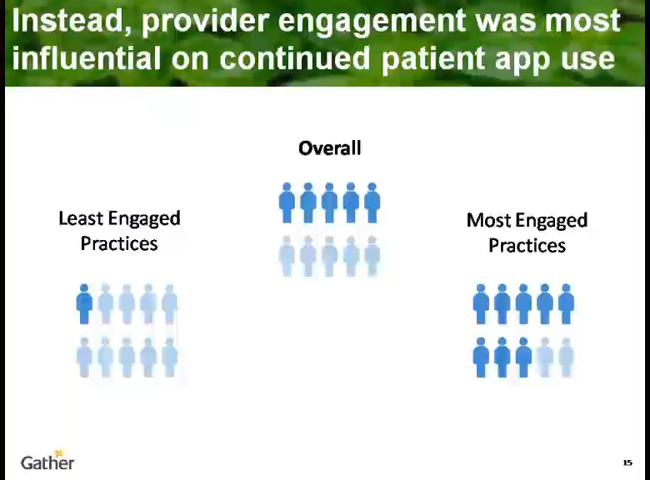 Instead, provider engagement was most
influential on continued patient app use
Overall
Least Engaged
Practices
Most Engaged
Practices
Gather
15